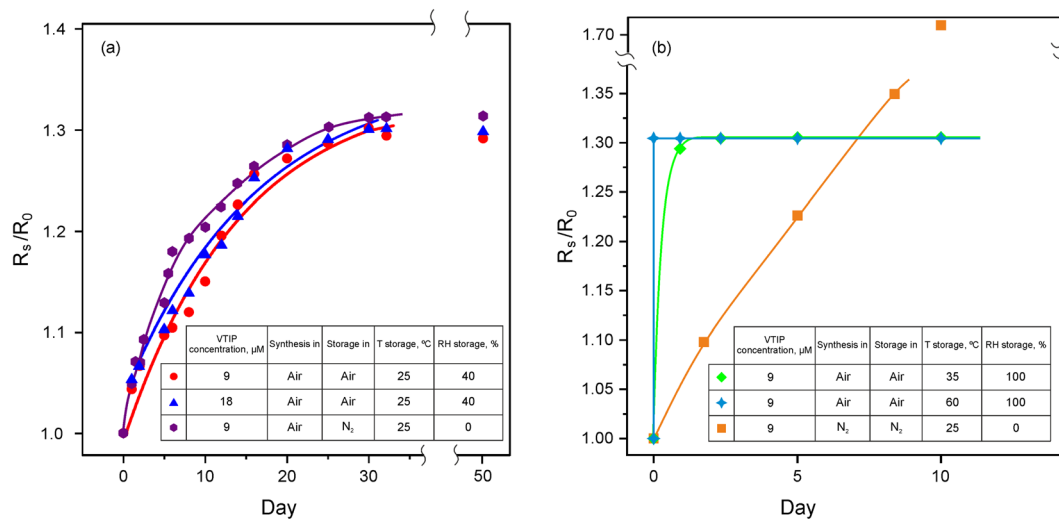 (a)
1.4
1.3
1.2
1.1
1.0
Rₛ/R₀
0
10
20
30
50
Day
VTIP concentration, µM
Synthesis in
Storage in
T storage, ºC
RH storage, %
9 Air Air 25 40
18 Air Air 25 40
9 Air N₂ 25 0
(b)
1.70
1.35
1.30
1.25
1.20
1.15
1.10
1.05
1.00
Rₛ/R₀
0
5
10
Day
VTIP concentration, µM
Synthesis in
Storage in
T storage, ºC
RH storage, %
9 Air Air 35 100
9 Air Air 60 100
9 N₂ N₂ 25 0